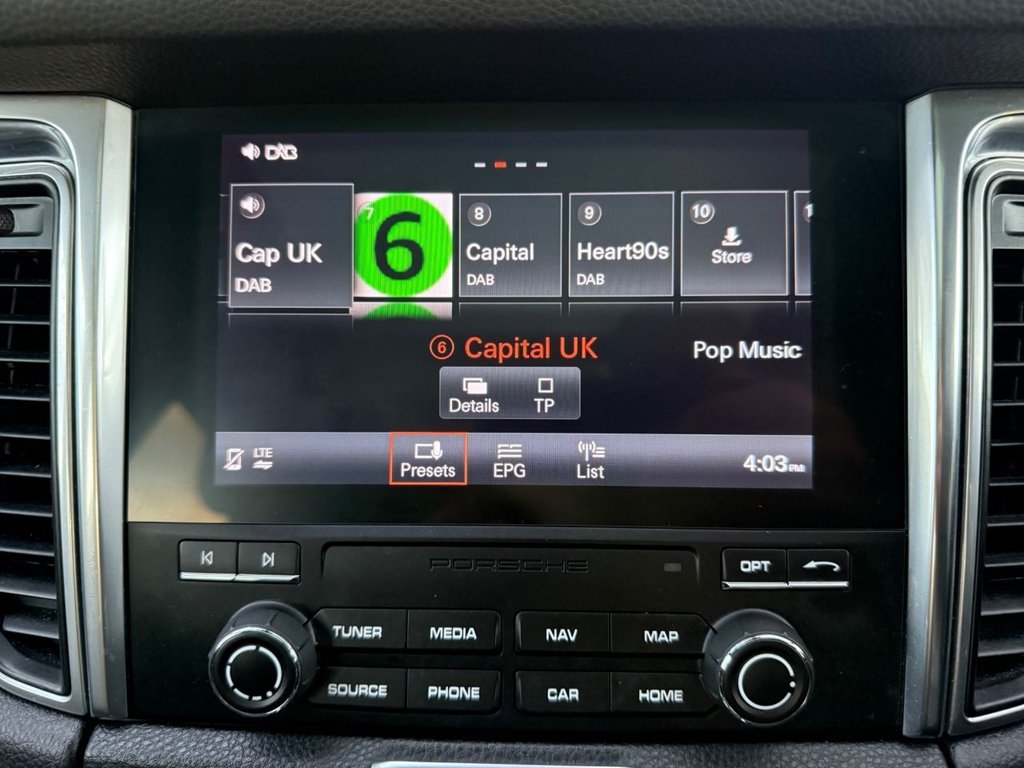 DAB
Cap UK
DAB
7
6
8
Capital
DAB
9
Heart90s
DAB
10
Store
1
6 Capital UK
Pop Music
Details
TP
LTE
Presets
EPG
List
4:03PM
PORSCHE
OPT
TUNER
MEDIA
NAV
MAP
SOURCE
PHONE
CAR
HOME